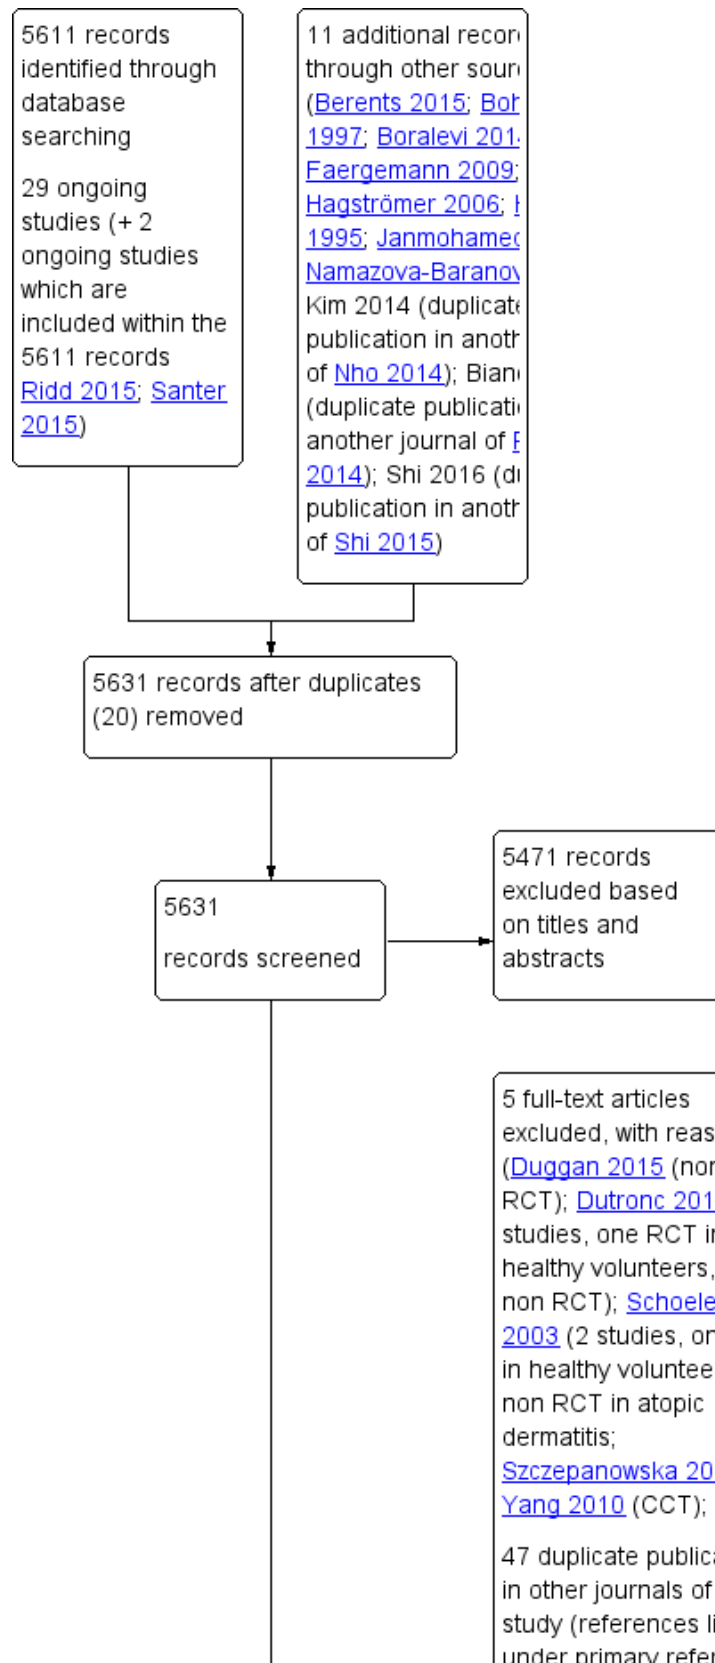 5611 records
identified through
database
searching
29 ongoing
studies (+ 2
ongoing studies
which are
included within the
5611 records
Ridd 2015; Santer
2015)
11 additional
through other
(Berents 2015;
1997; Boralevi
Faergemann 2009;
Hagströmer 2006;
1995;
Kim 2014 (duplicate
publication in
of Nho 2014);
(duplicate
another journal of
2014); Shi 2016
publication in
of Shi 2015)
5631 records after duplicates
(20) removed
5631
records screened
5471 records
excluded based
on titles and
abstracts
5 full-text articles
excluded, with
(Duggan 2015
RCT); Dutronc
studies, one RCT
healthy volunteers,
non RCT);
2003 (2 studies,
in healthy
non RCT in atopic
dermatitis;
Szczepanowska
Yang 2010 (CCT);
47 duplicate
in other journals of
study (references
under primary